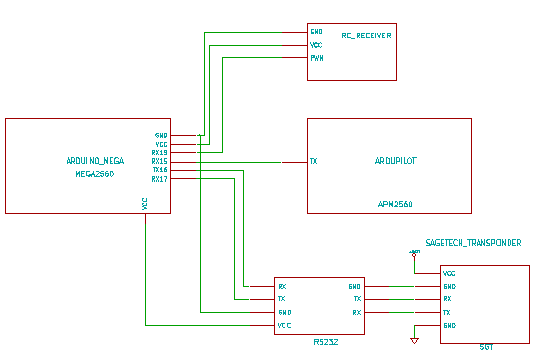 GND
VCC
PWM
RC_RECEIVER
GND
VCC
RX19
RX15
TX16
RX17
ARDUINO_MEGA
MEGA2560
VCC
TX
ARDUPILOT
APM2560
SAGETECH_TRANSPONDER
RX
TX
GND
VCC
GND
TX
RX
RS232
VCC
GND
RX
TX
GND
SGT